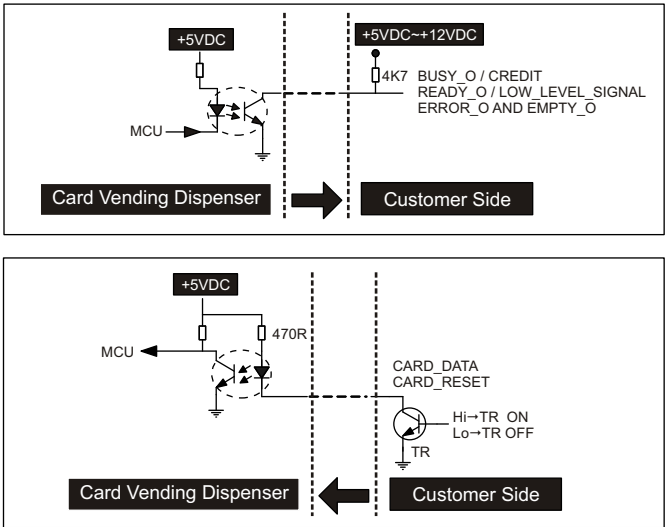 +5VDC
+5VDC~+12VDC
4K7
BUSY_O / CREDIT
READY_O / LOW_LEVEL_SIGNAL
ERROR_O AND EMPTY_O
MCU
Card Vending Dispenser
Customer Side
+5VDC
470R
MCU
CARD_DATA
CARD_RESET
Hi→TR ON
Lo→TR OFF
TR
Card Vending Dispenser
Customer Side